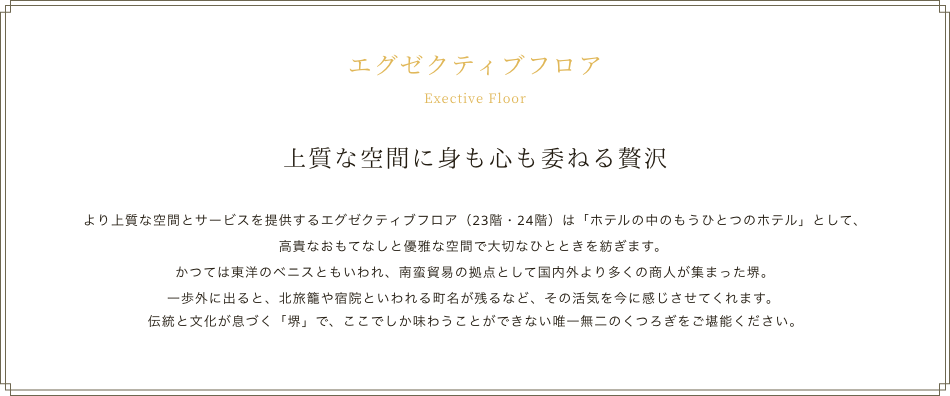 エグゼクティブフロア
Exective Floor
上質な空間に身も心も委ねる贅沢
より上質な空間とサービスを提供するエグゼクティブフロア（23階・24階）は「ホテルの中のもうひとつのホテル」として、
高貴なおもてなしと優雅な空間で大切なひとときを紡ぎます。
かつては東洋のベニスともいわれ、南蛮貿易の拠点として国内外より多くの商人が集まった堺。
一歩外に出ると、北旅籠や宿院といわれる町名が残るなど、その活気を今に感じさせてくれます。
伝統と文化が息づく「堺」で、ここでしか味わうことができない唯一無二のくつろぎをご堪能ください。